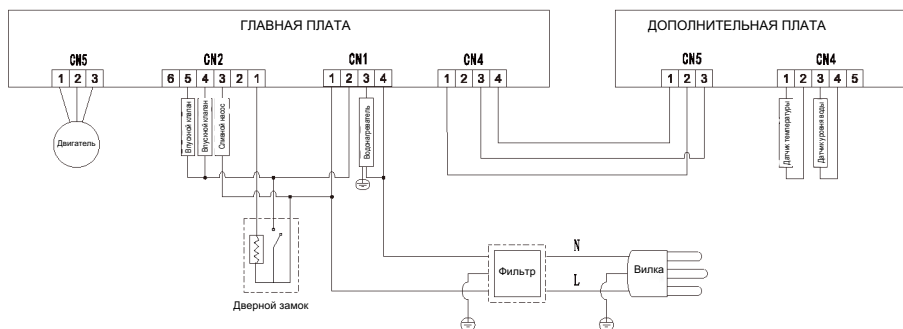 ГЛАВНАЯ ПЛАТА
ДОПОЛНИТЕЛЬНАЯ ПЛАТА
CN5
CN2
CN1
CN4
CN5
CN4
1 2 3
6 5 4 3 2 1
1 2 3 4
1 2 3 4
1 2 3
1 2 3 4 5
Двигатель
Впускной клапан
Впускной клапан
Сливной насос
Водонагреватель
Датчик температуры
Датчик уровня воды
Дверной замок
Фильтр
N
L
Вилка